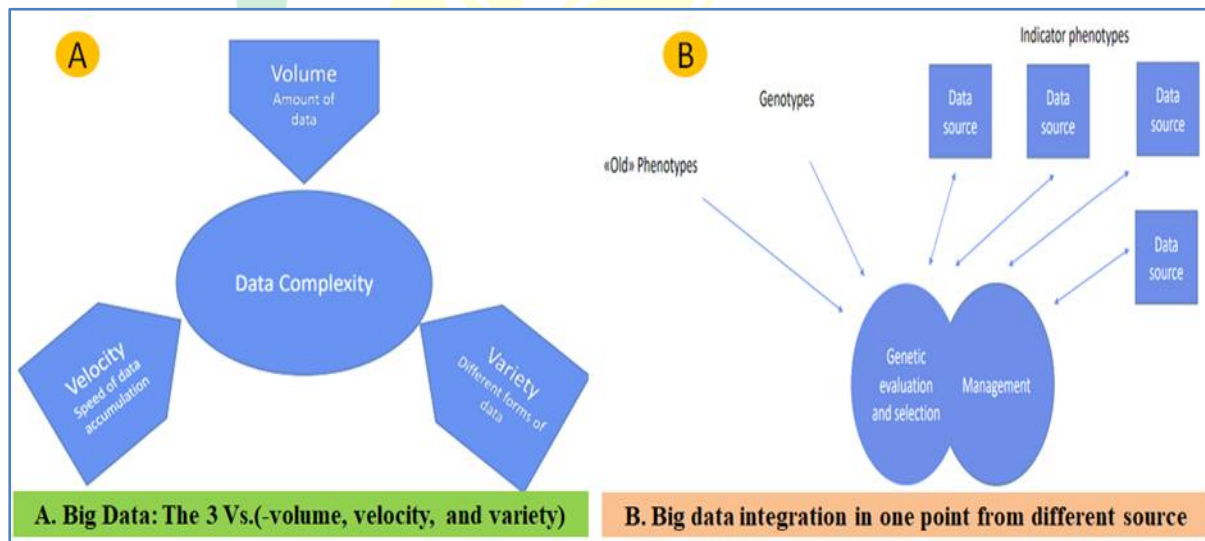 A
Volume
Amount of
data
Data Complexity
Velocity
Speed of data
accumulation
Variety
Different forms of
data
A. Big Data: The 3 Vs.(-volume, velocity, and variety)
B
Indicator phenotypes
Genotypes
«Old» Phenotypes
Data
source
Data
source
Data
source
Data
source
Genetic
evaluation
and selection
Management
B. Big data integration in one point from different source